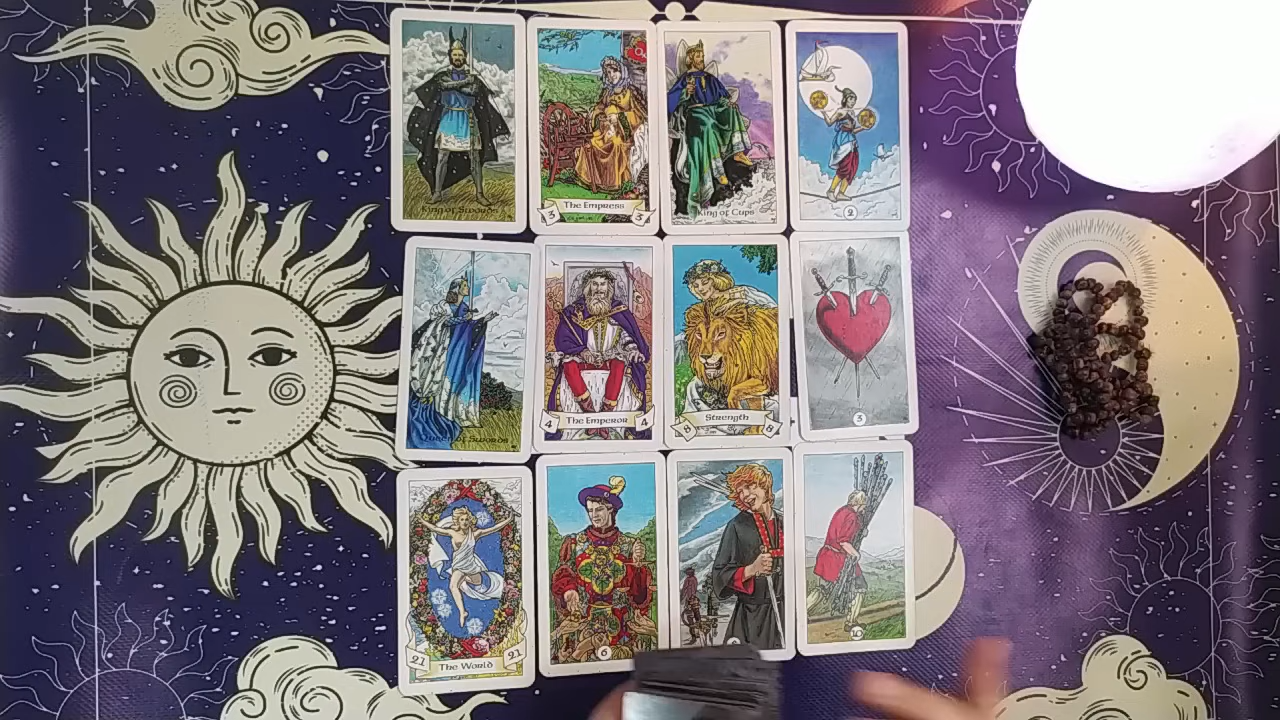 King of Swords
The Empress
3 3
King of Cups
2
Queen of Swords
The Emperor
4 4
Strength
8 8
3
The World
21 21
6
10